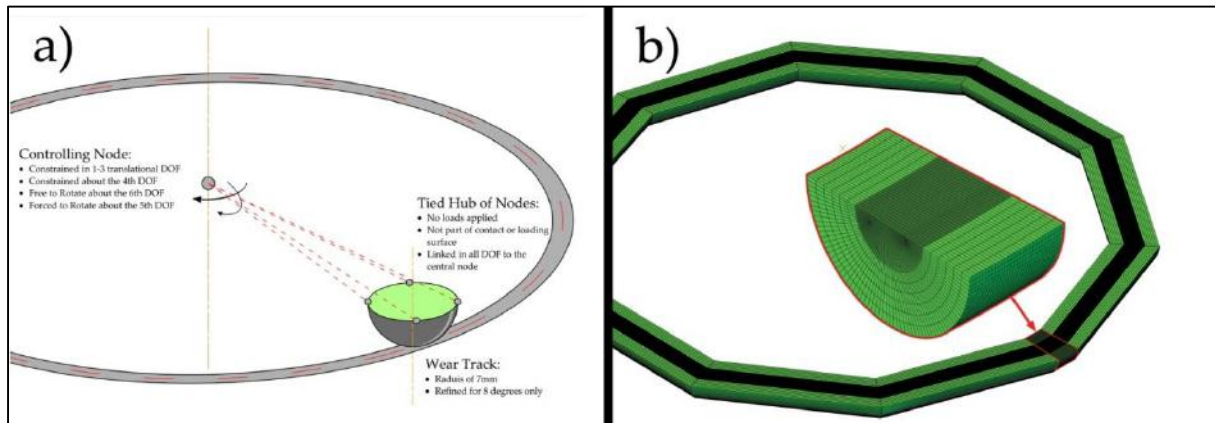 a)
Controlling Node:
• Constrained in 1-3 translational DOF
• Constrained about the 4th DOF
• Free to Rotate about the 6th DOF
• Forced to Rotate about the 5th DOF
Tied Hub of Nodes:
• No loads applied
• Not part of contact or loading
surface
• Linked in all DOF to the
central node
Wear Track:
• Raduis of 7mm
• Refined for 8 degrees only
b)